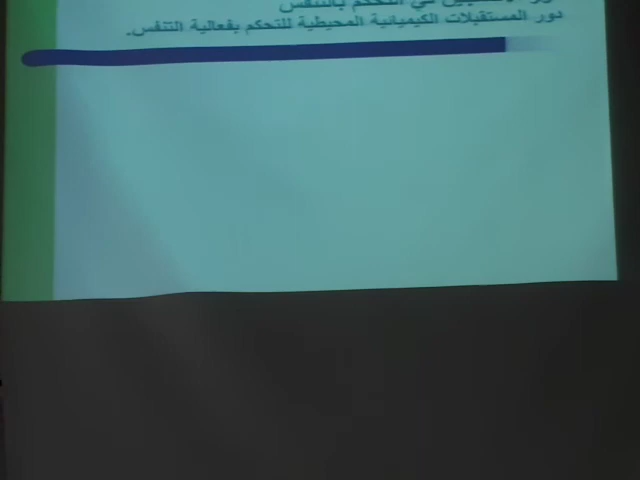 في التحكم بالتنفس
دور المستقبلات الكيميائية المحيطية للتحكم بفعالية التنفس.